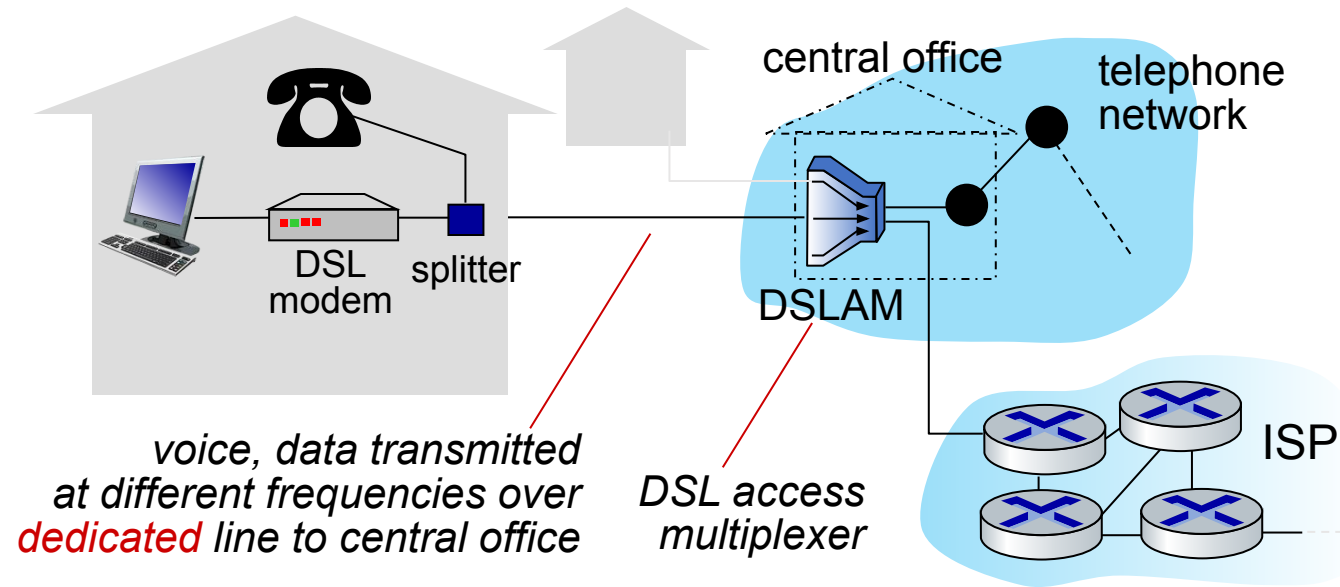 central office
telephone
network
DSL
modem
splitter
DSLAM
ISP
voice, data transmitted
at different frequencies over
dedicated line to central office
DSL access
multiplexer